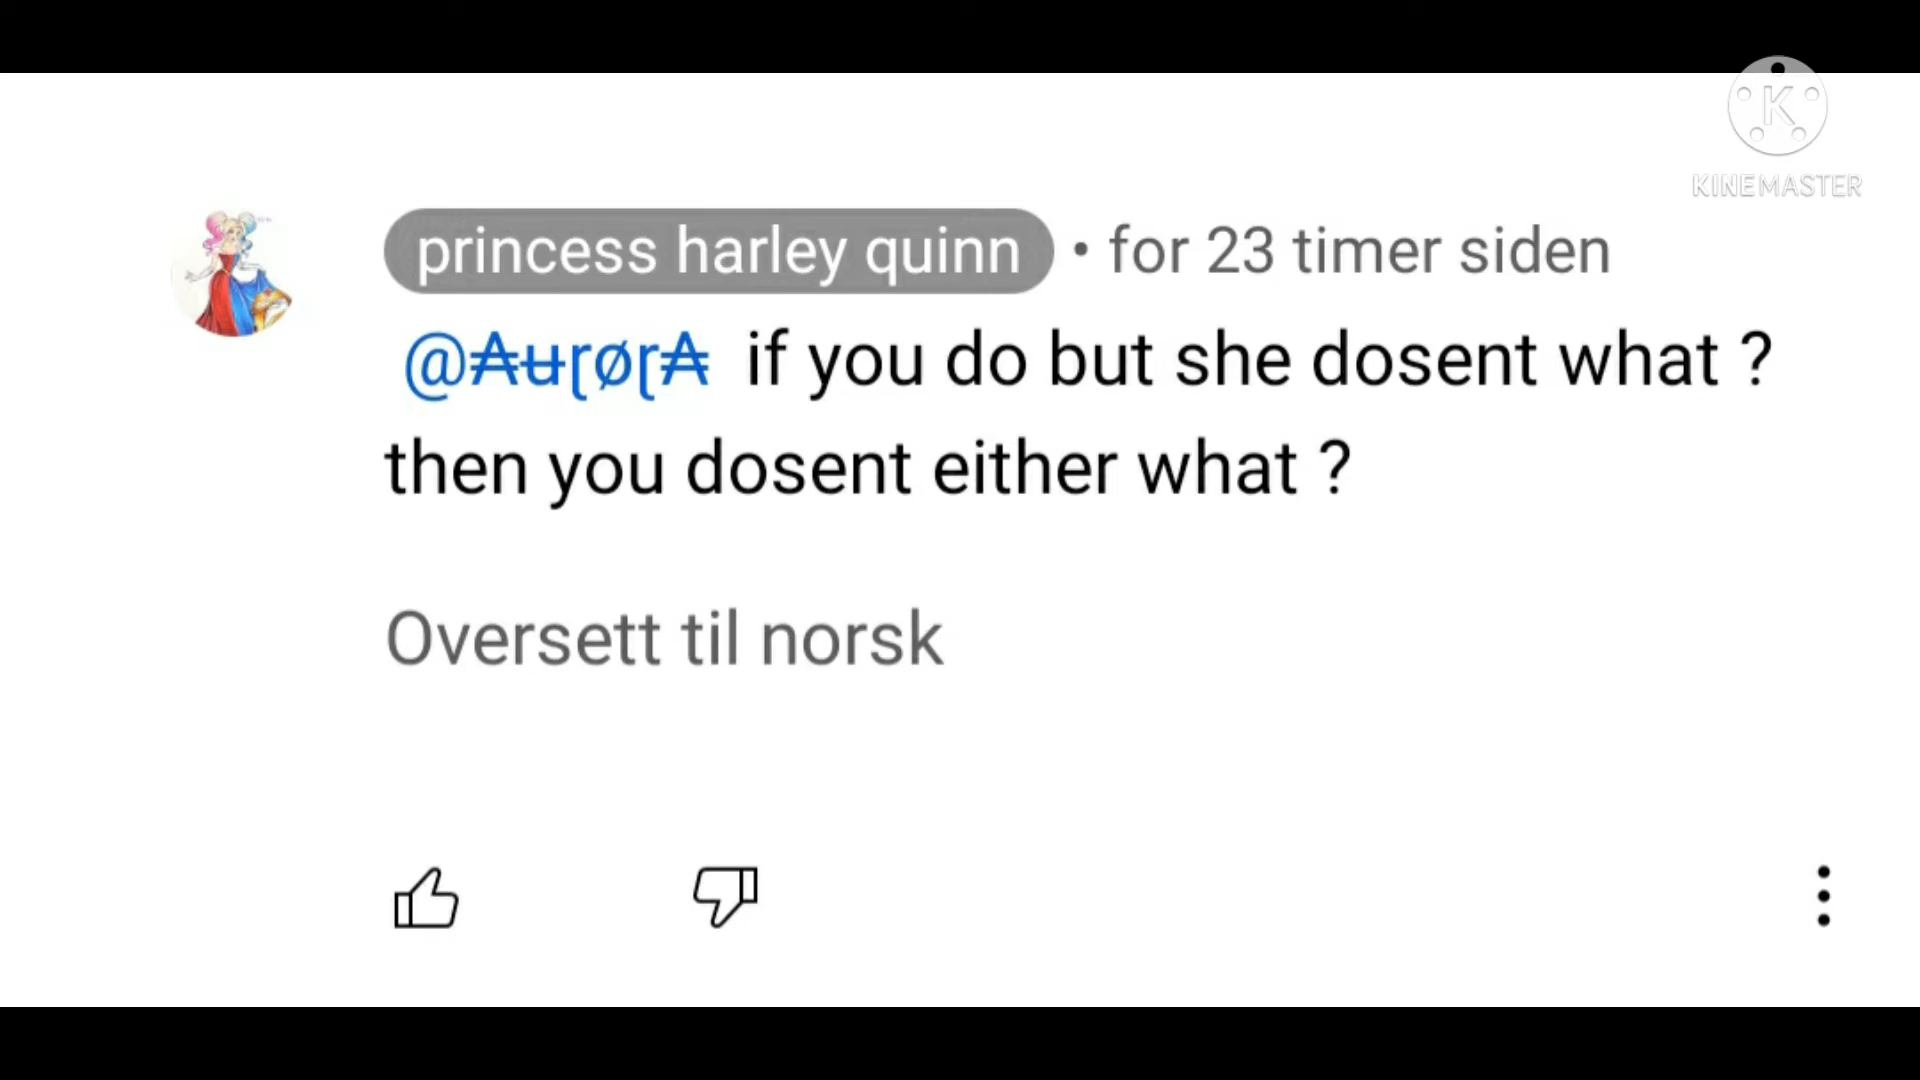 K
KINEMASTER
princess harley quinn • for 23 timer siden
@₳ʉɽøɽ₳ if you do but she dosent what ?
then you dosent either what ?
Oversett til norsk